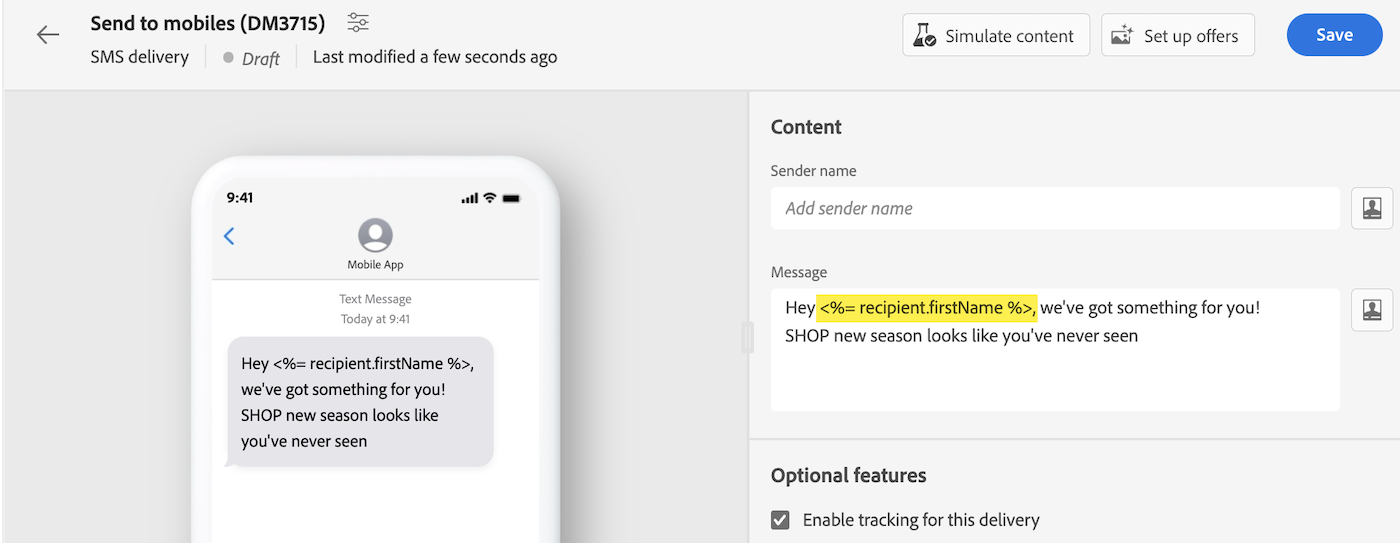 Send to mobiles (DM3715)
SMS delivery Draft Last modified a few seconds ago
Simulate content
Set up offers
Save
9:41
Mobile App
Text Message
Today at 9:41
Hey <%= recipient.firstName %>,
we've got something for you!
SHOP new season looks like
you've never seen
Content
Sender name
Add sender name
Message
Hey <%= recipient.firstName %>, we've got something for you!
SHOP new season looks like you've never seen
Optional features
Enable tracking for this delivery